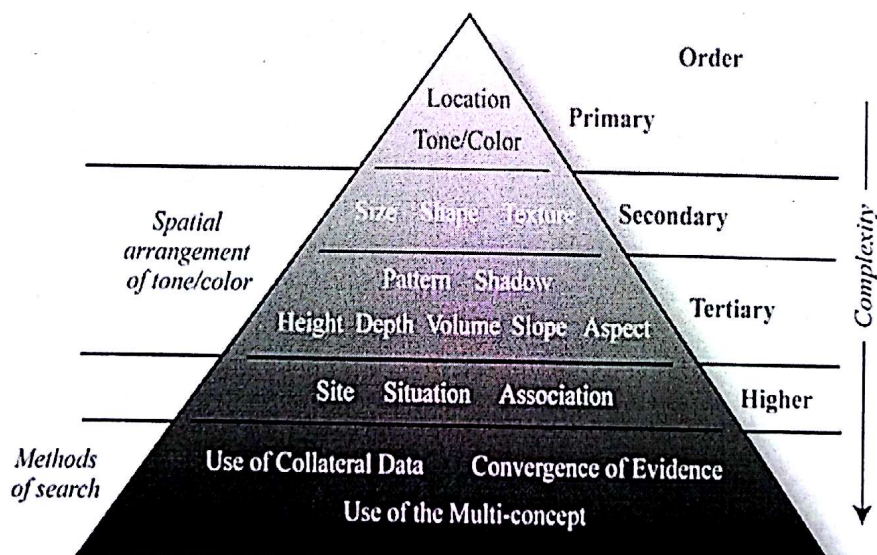 Order
Location
Tone/Color
Primary
Size Shape Texture
Secondary
Spatial
arrangement
of tone/color
Pattern Shadow
Height Depth Volume Slope Aspect
Tertiary
Complexity
Site Situation Association
Higher
Methods
of search
Use of Collateral Data Convergence of Evidence
Use of the Multi-concept